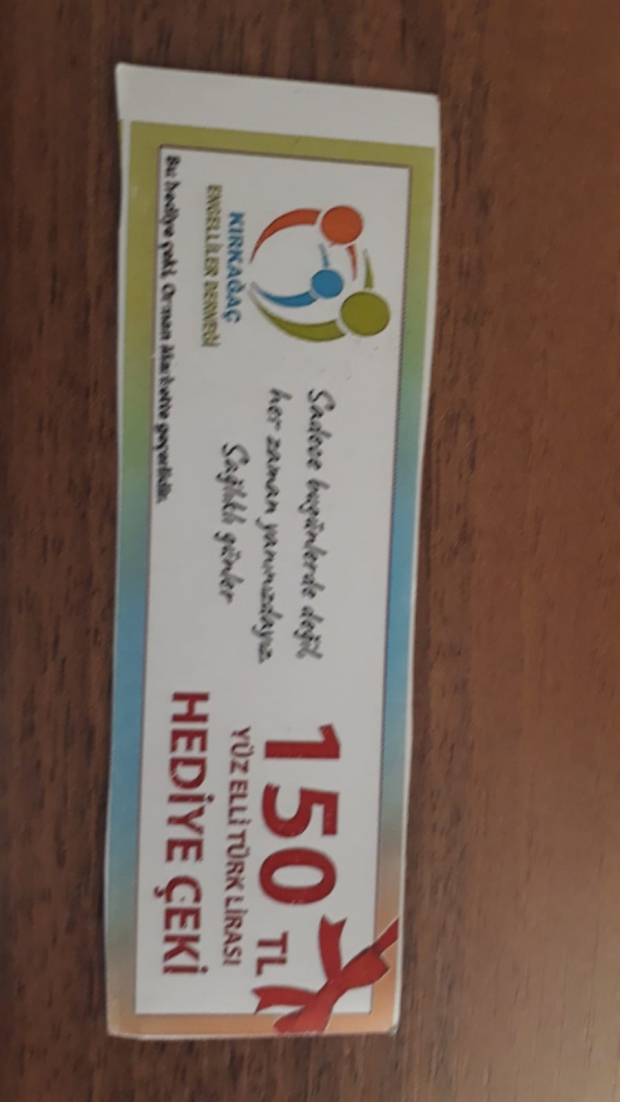 KIRKAĞAÇ
ENGELLİLER DERNEĞİ
Sadece bugünlerde değil,
her zaman yanınızdayız.
Sağlıklı günler
150 TL
YÜZ ELLİ TÜRK LİRASI
HEDİYE ÇEKİ
Bu hediye çeki, Orman Markette geçerlidir.